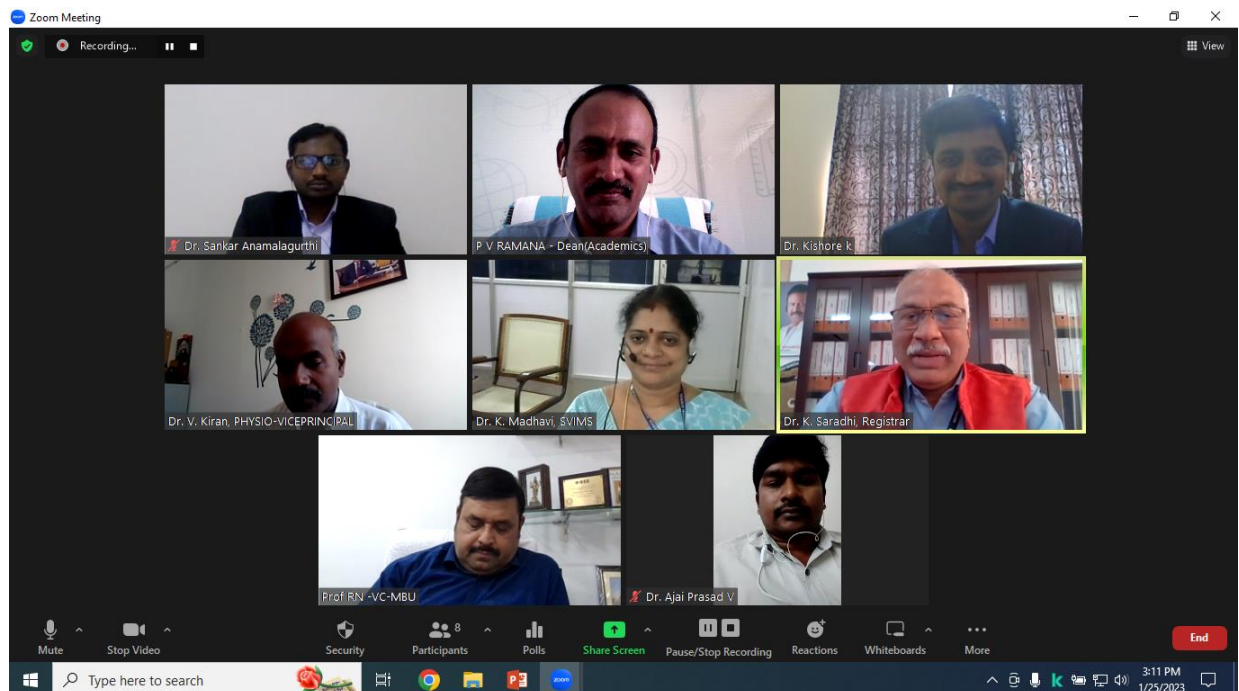 Zoom Meeting
Recording...
View
Dr. Sankar Anamalagurthi
P V RAMANA - Dean(Academics)
Dr. Kishore k
Dr. V. Kiran, PHYSIO-VICEPRINCIPAL
Dr. K. Madhavi, SVIMS
Dr. K. Saradhi, Registrar
Prof RN -VC-MBU
Dr. Ajai Prasad V
8
Mute
Stop Video
Security
Participants
Polls
Share Screen
Pause/Stop Recording
Reactions
Whiteboards
More
End
Type here to search
3:11 PM
1/25/2023